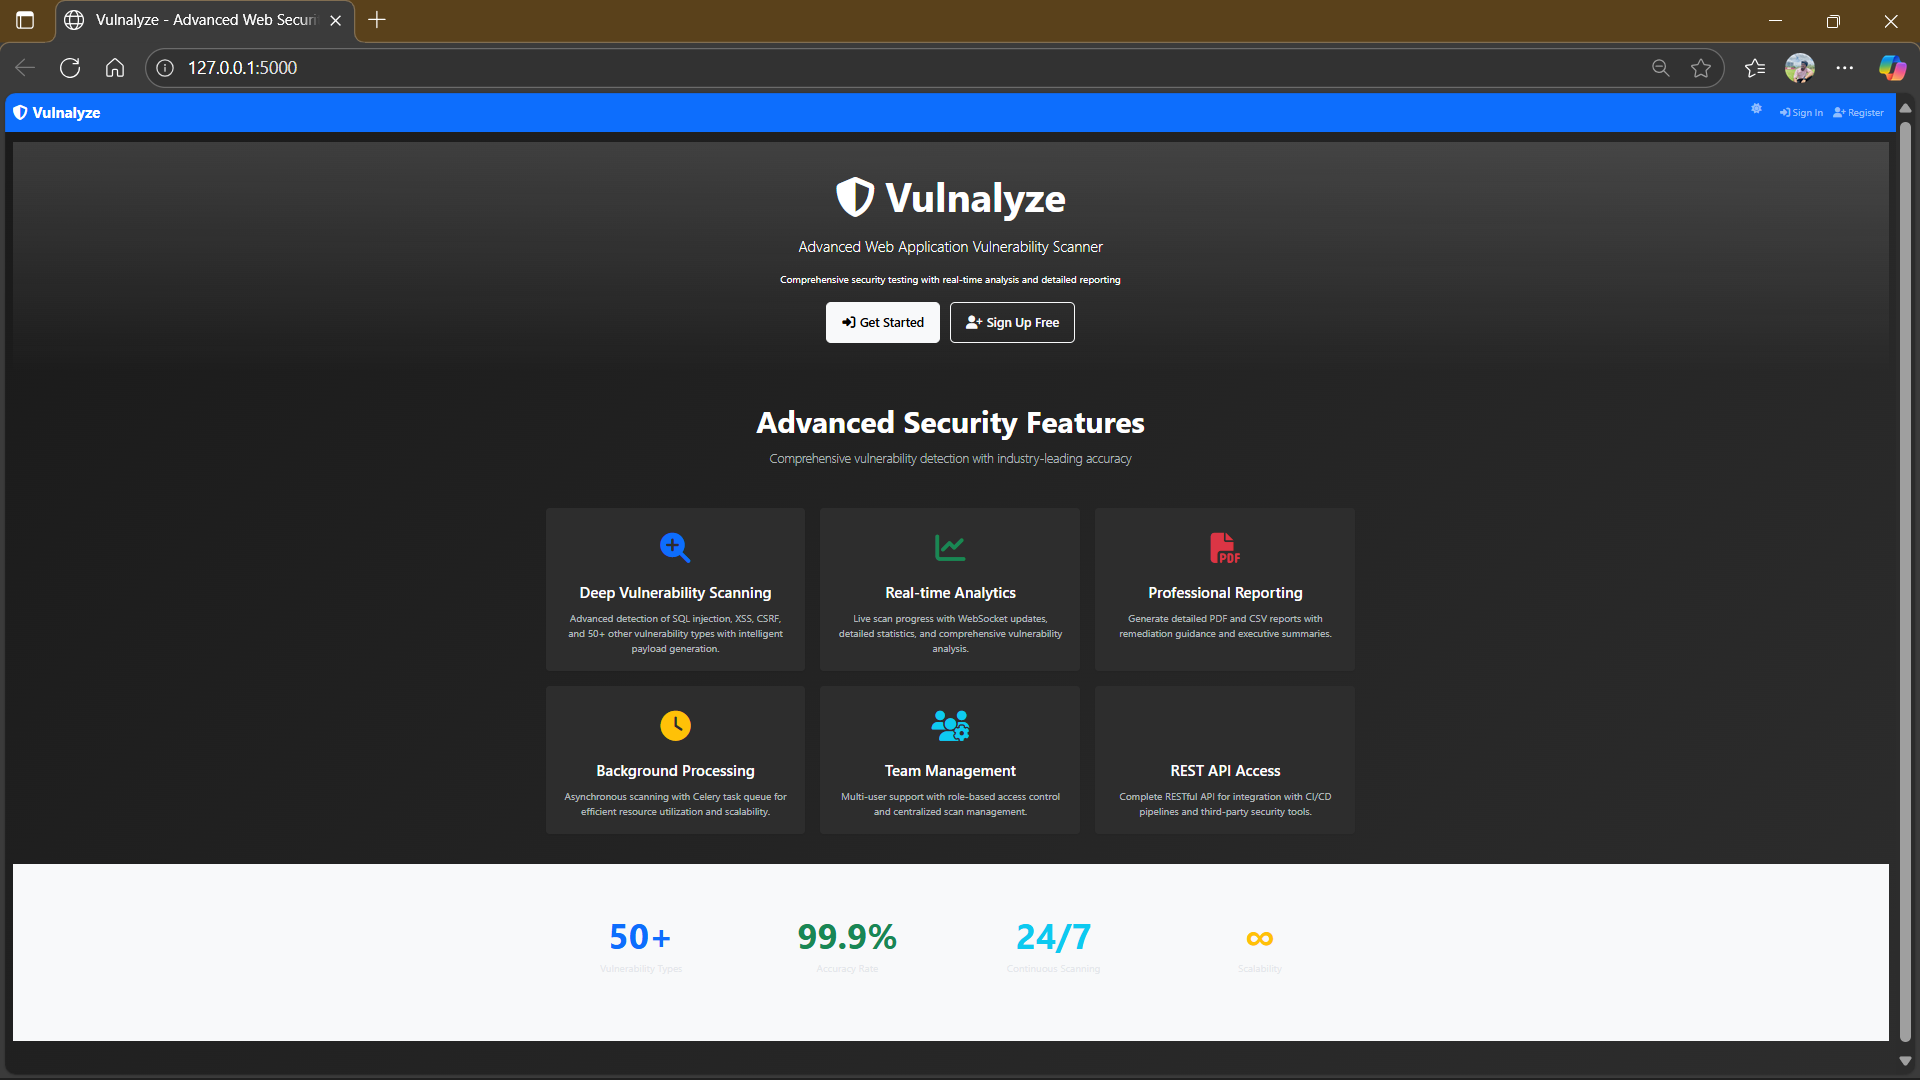 Vulnalyze - Advanced Web Securi
127.0.0.1:5000
Vulnalyze
Sign In
Register
Vulnalyze
Advanced Web Application Vulnerability Scanner
Comprehensive security testing with real-time analysis and detailed reporting
Get Started
Sign Up Free
Advanced Security Features
Comprehensive vulnerability detection with industry-leading accuracy
Deep Vulnerability Scanning
Advanced detection of SQL injection, XSS, CSRF,
and 50+ other vulnerability types with intelligent
payload generation.
Real-time Analytics
Live scan progress with WebSocket updates,
detailed statistics, and comprehensive vulnerability
analysis.
PDF
Professional Reporting
Generate detailed PDF and CSV reports with
remediation guidance and executive summaries.
Background Processing
Asynchronous scanning with Celery task queue for
efficient resource utilization and scalability.
Team Management
Multi-user support with role-based access control
and centralized scan management.
REST API Access
Complete RESTful API for integration with CI/CD
pipelines and third-party security tools.
50+
Vulnerability Types
99.9%
Accuracy Rate
24/7
Continuous Scanning
∞
Scalability